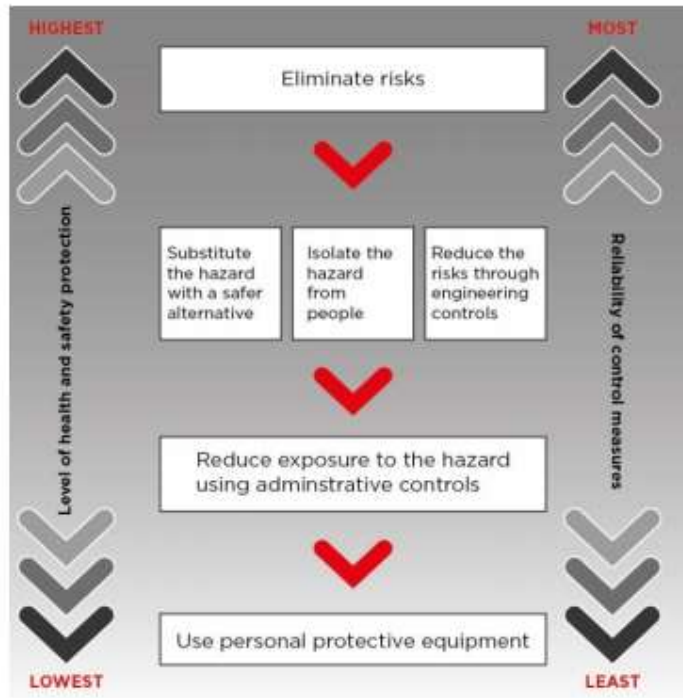 HIGHEST
MOST
Eliminate risks
Substitute
the hazard
with a safer
alternative
Isolate the
hazard
from
people
Reduce the
risks through
engineering
controls
Level of health and safety protection
Reliability of control measures
Reduce exposure to the hazard
using adminstrative controls
Use personal protective equipment
LOWEST
LEAST